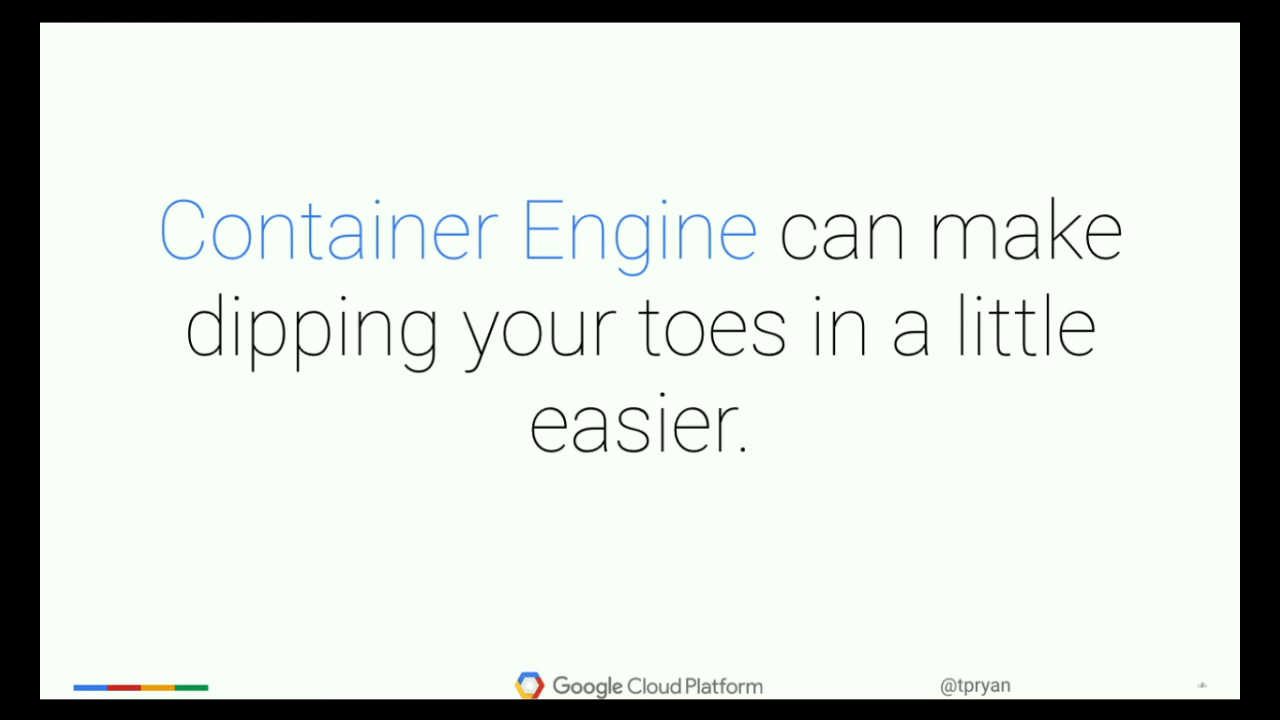 Container Engine can make
dipping your toes in a little
easier.
Google Cloud Platform
@tpryan